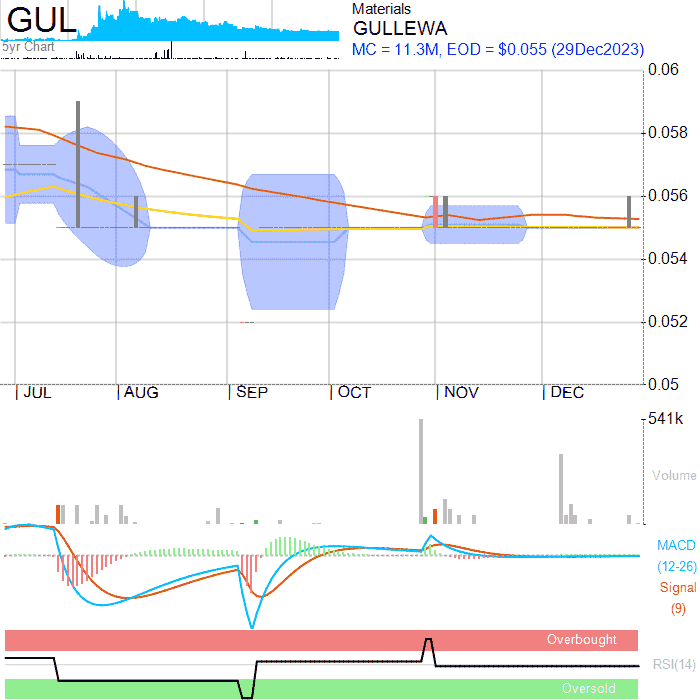 GUL
5yr Chart
Materials
GULLEWA
MC = 11.3M, EOD = $0.055 (29Dec2023)
0.06
0.058
0.056
0.054
0.052
0.05
JUL AUG SEP OCT NOV DEC
541k
Volume
MACD
(12-26)
Signal
(9)
Overbought
RSI(14)
Oversold